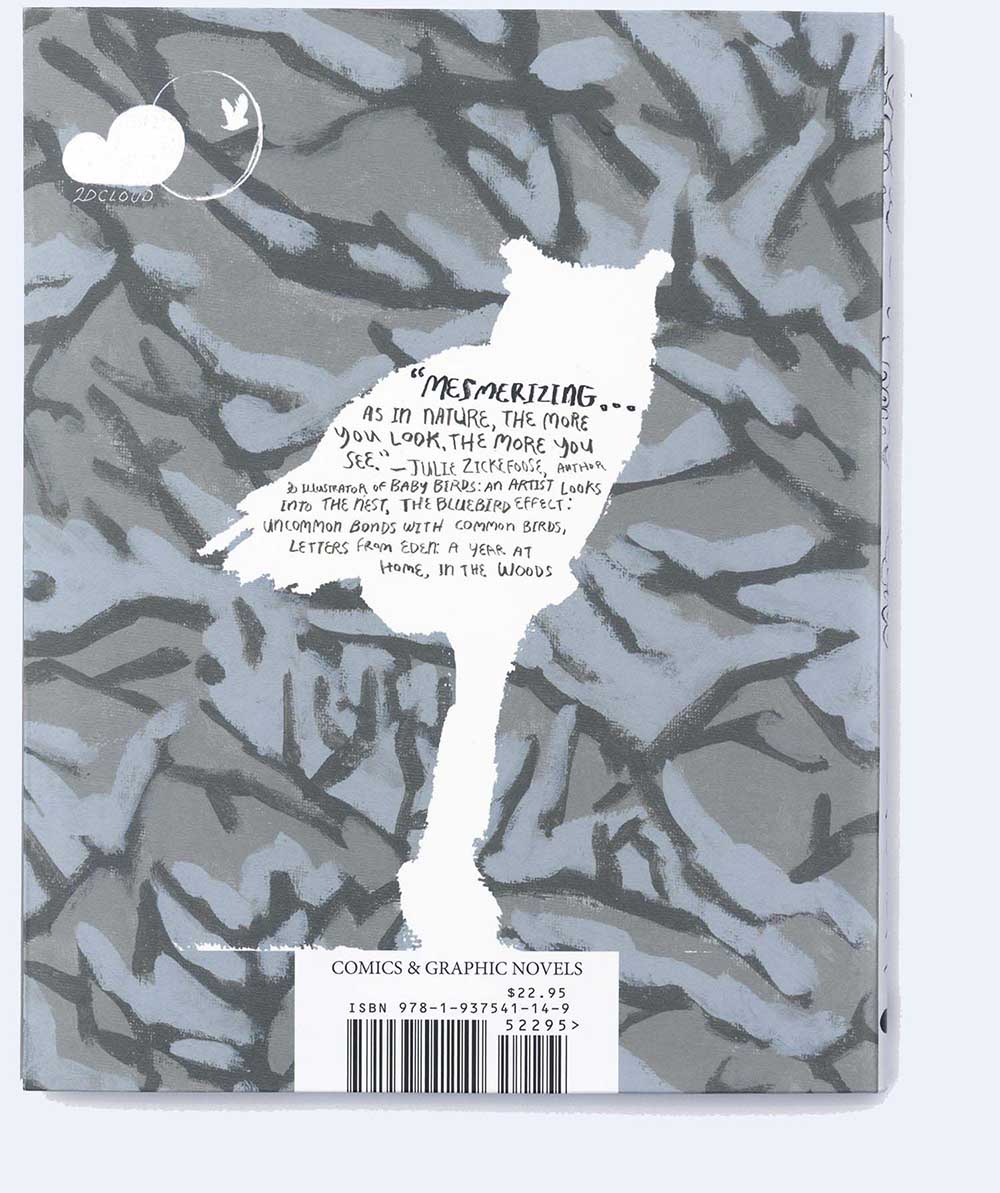 2DCLOUD
“MESMERIZING...
AS IN NATURE, THE MORE
YOU LOOK, THE MORE YOU
SEE.” — JULIE ZICKEFOOSE, AUTHOR
& ILLUSTRATOR OF BABY BIRDS: AN ARTIST LOOKS
INTO THE NEST, THE BLUEBIRD EFFECT:
UNCOMMON BONDS WITH COMMON BIRDS,
LETTERS FROM EDEN: A YEAR AT
HOME, IN THE WOODS
COMICS & GRAPHIC NOVELS
$22.95
ISBN 978-1-937541-14-9
52295>